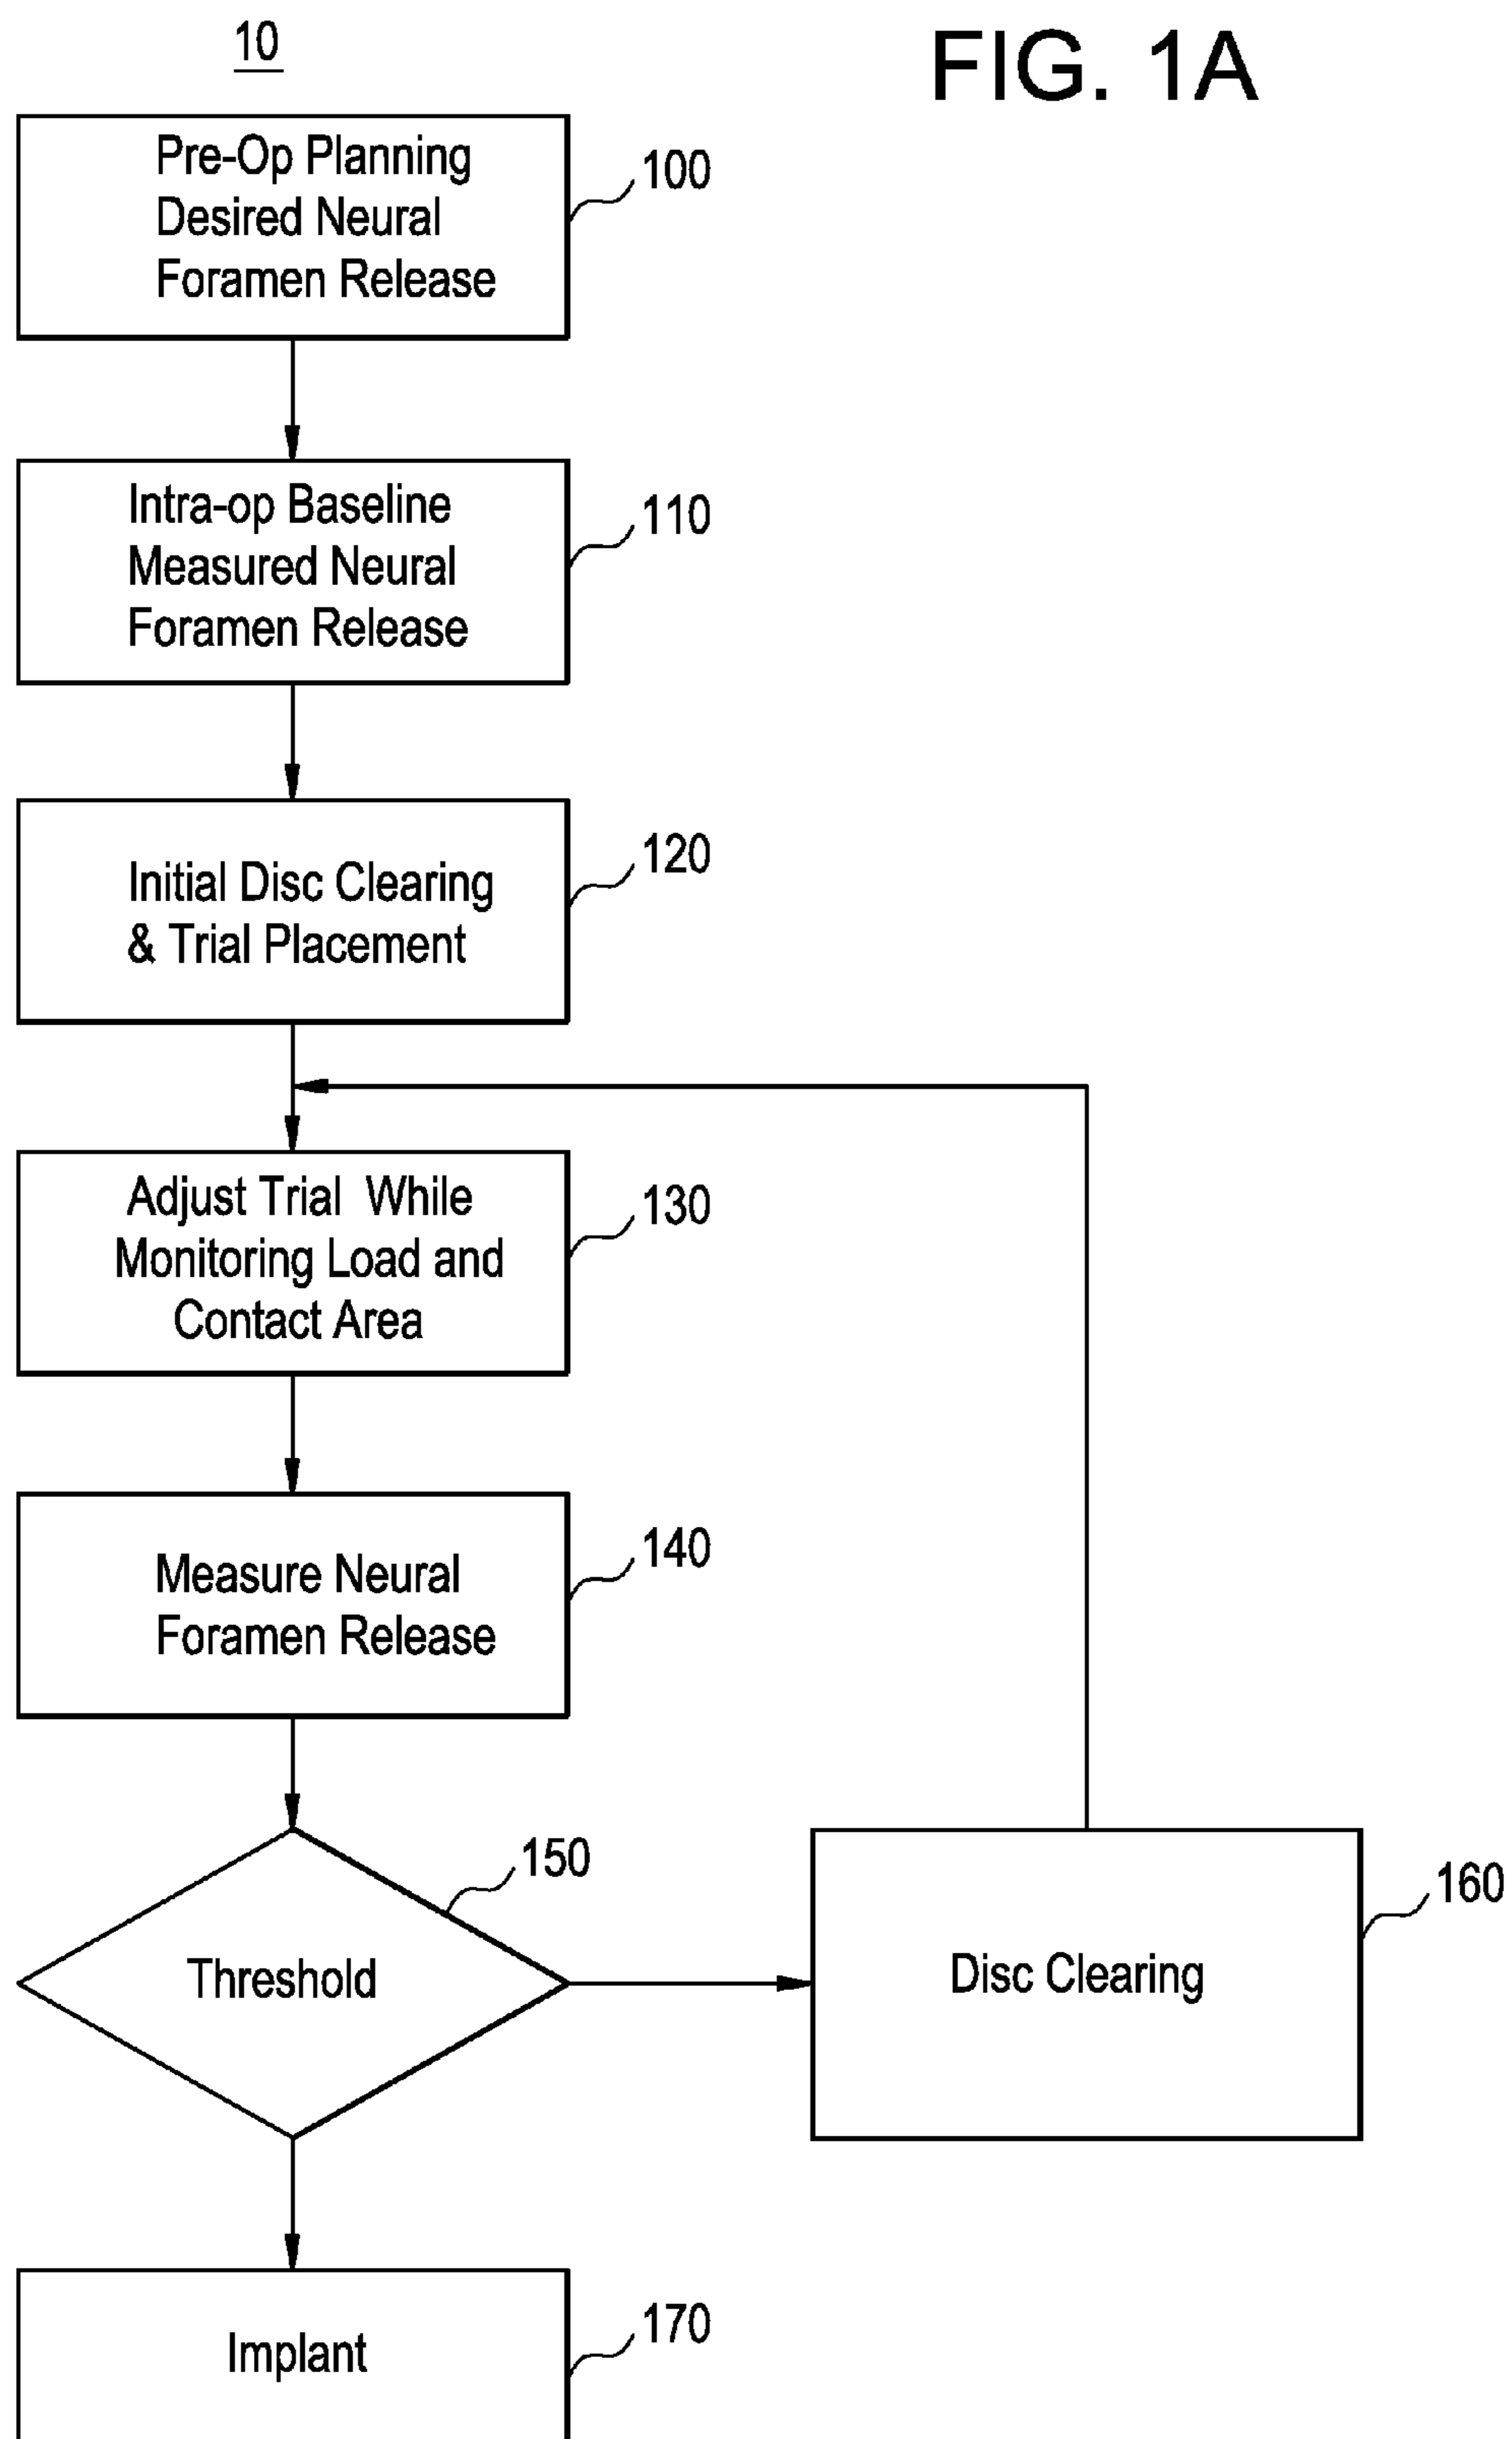 10
FIG. 1A
Pre-Op Planning
Desired Neural
Foramen Release
100
Intra-op Baseline
Measured Neural
Foramen Release
110
Initial Disc Clearing
& Trial Placement
120
Adjust Trial While
Monitoring Load and
Contact Area
130
Measure Neural
Foramen Release
140
Threshold
150
Disc Clearing
160
Implant
170